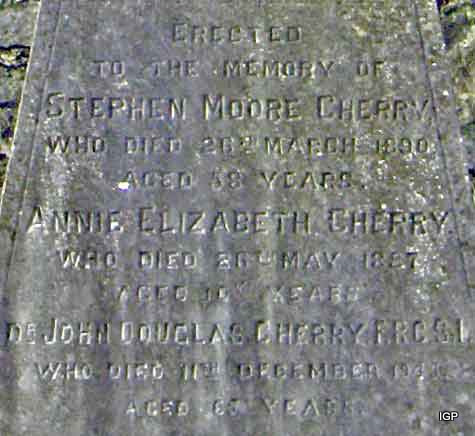 ERECTED
TO THE MEMORY OF
STEPHEN MOORE CHERRY
WHO DIED 26TH MARCH 1890
AGED 58 YEARS.
ANNIE ELIZABETH CHERRY.
WHO DIED 26TH MAY 1887
AGED YEARS
DR JOHN DOUGLAS CHERRY, F.R.C.S.I.
WHO DIED 11TH DECEMBER
AGED YEARS.
IGP